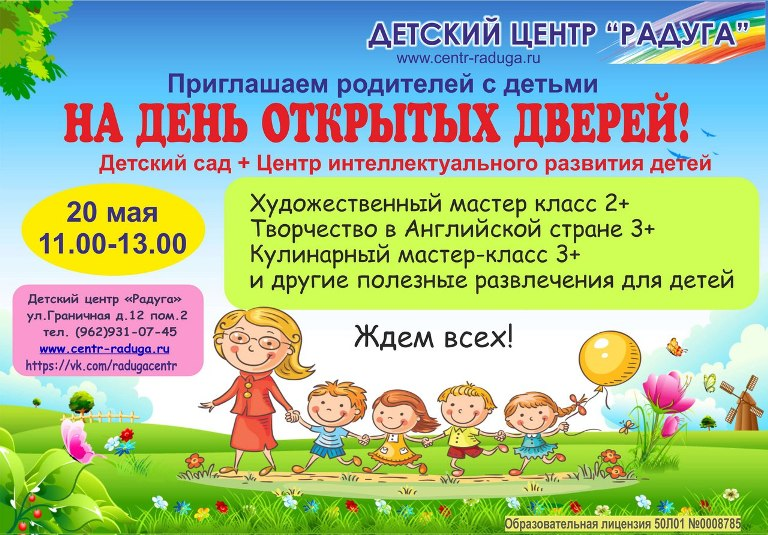 ДЕТСКИЙ ЦЕНТР “РАДУГА”
www.centr-raduga.ru
Приглашаем родителей с детьми
НА ДЕНЬ ОТКРЫТЫХ ДВЕРЕЙ!
Детский сад + Центр интеллектуального развития детей
20 мая
11.00-13.00
Художественный мастер класс 2+
Творчество в Английской стране 3+
Кулинарный мастер-класс 3+
и другие полезные развлечения для детей
Детский центр «Радуга»
ул.Граничная д.12 пом.2
тел. (962)931-07-45
www.centr-raduga.ru
https://vk.com/radugacentr
Ждем всех!
Образовательная лицензия 50Л01 №0008785